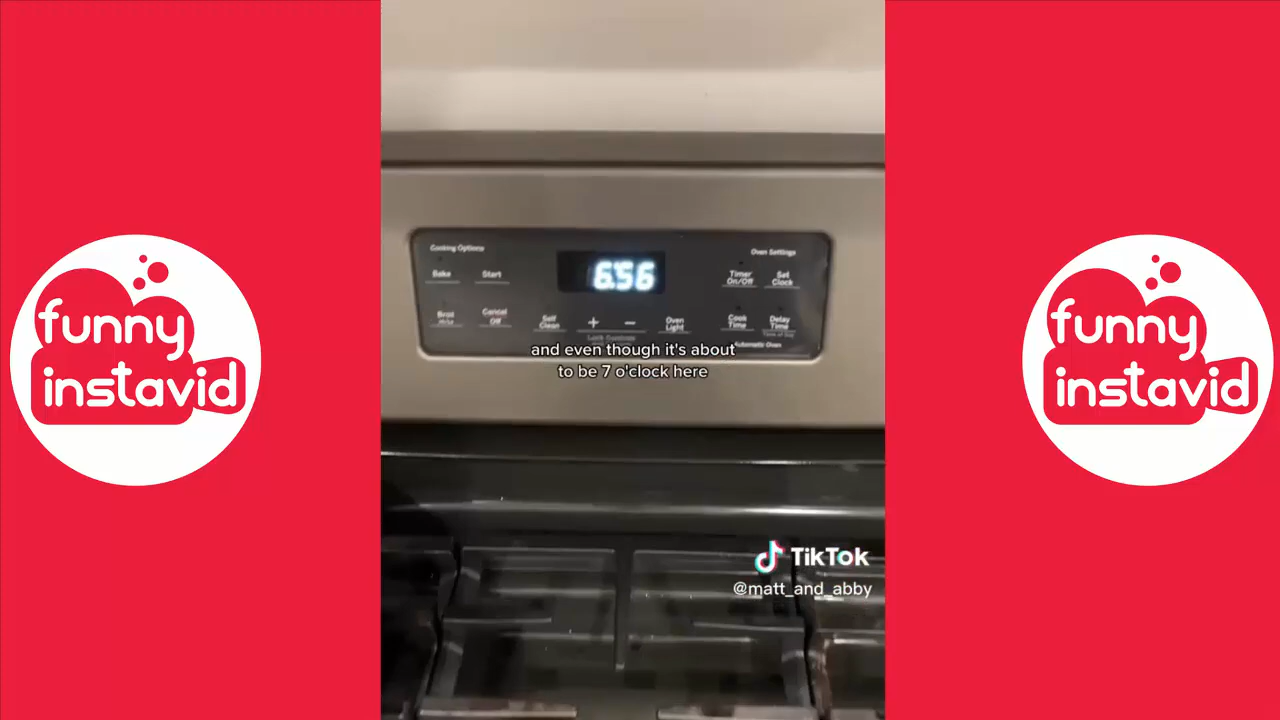 funny
instavid
Cooking Options
Bake
Start
Cancel
Off
Self
Clean
6:56
+
-
Oven
Light
Oven Settings
Timer
On/Off
Set
Clock
Cook
Time
Delay
Time
Automatic Oven
and even though it's about
to be 7 o'clock here
TikTok
@matt_and_abby
funny
instavid